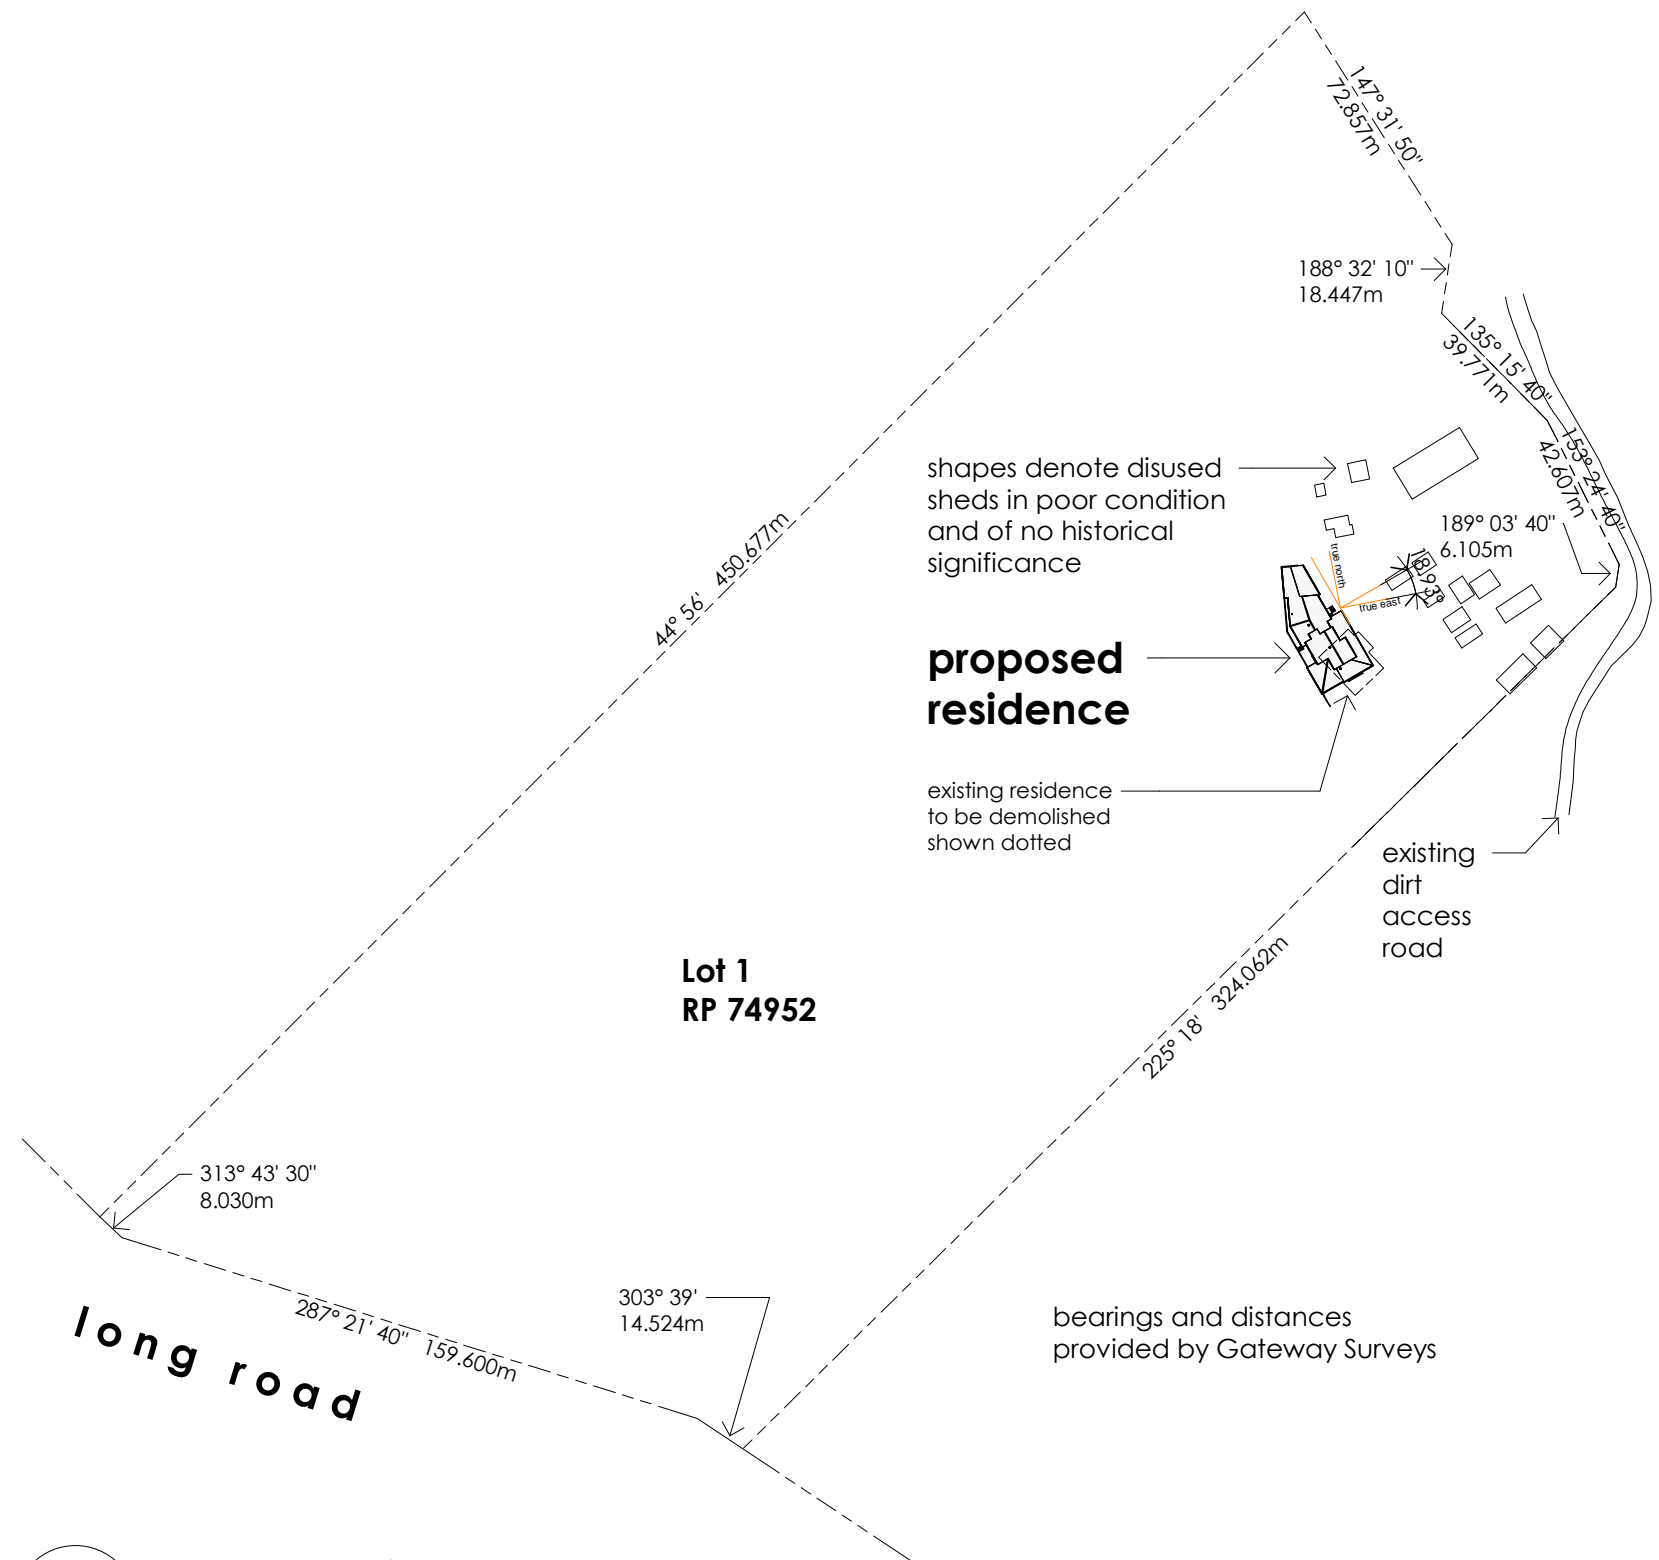 147° 31' 50"
72.857m
188° 32' 10"
18.447m
135° 15' 40"
39.771m
153° 24' 40"
42.607m
189° 03' 40"
6.105m
shapes denote disused
sheds in poor condition
and of no historical
significance
true north
true east
18.93°
proposed
residence
existing residence
to be demolished
shown dotted
existing
dirt
access
road
44° 56' 450.677m
225° 18' 324.062m
Lot 1
RP 74952
313° 43' 30"
8.030m
287° 21' 40" 159.600m
303° 39'
14.524m
long road
bearings and distances
provided by Gateway Surveys